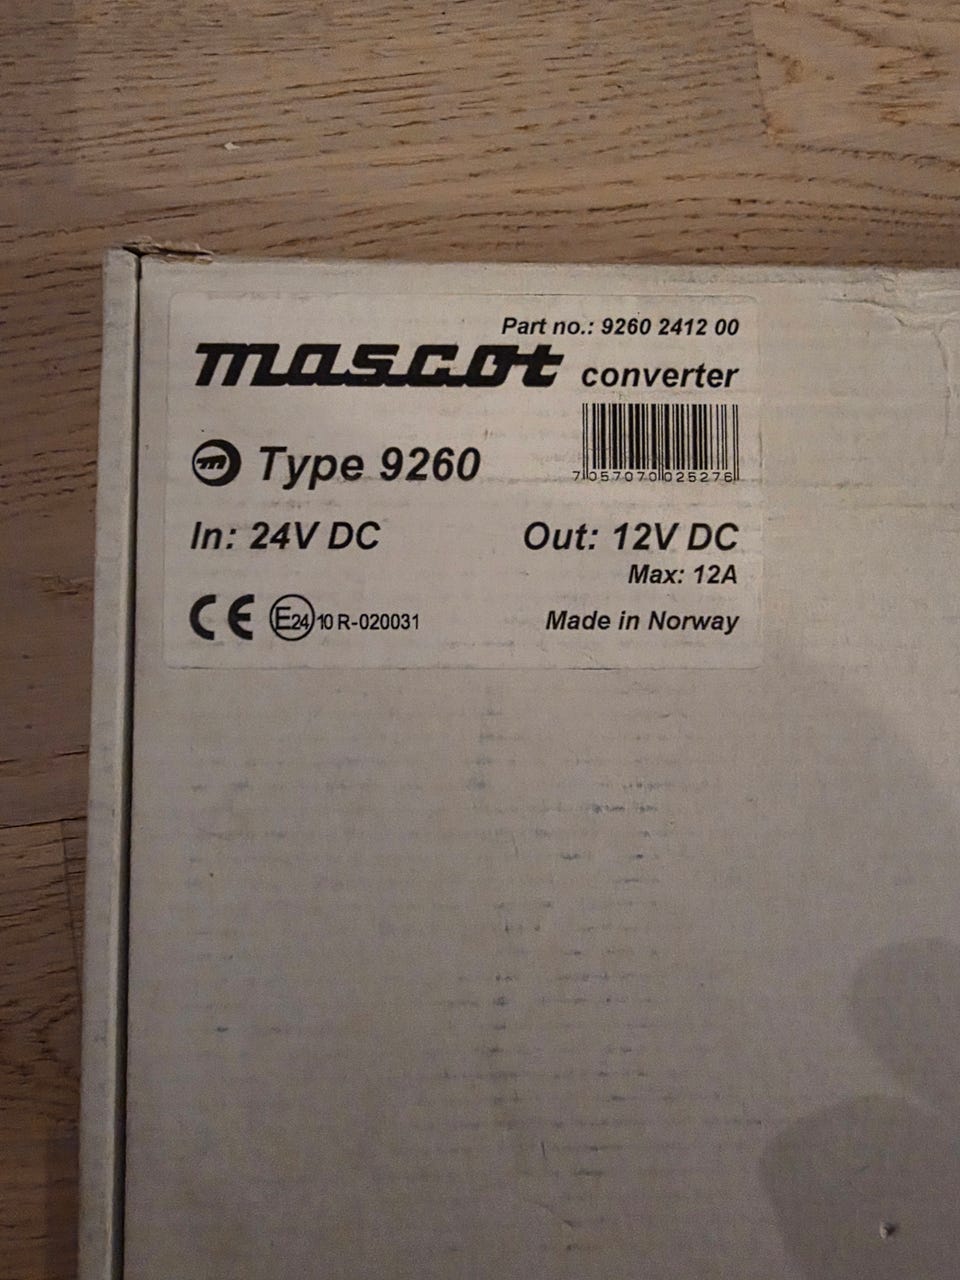 Part no.: 9260 2412 00
mascot converter
7 057070 025276
m Type 9260
In: 24V DC Out: 12V DC
Max: 12A
CE E24 10 R-020031 Made in Norway